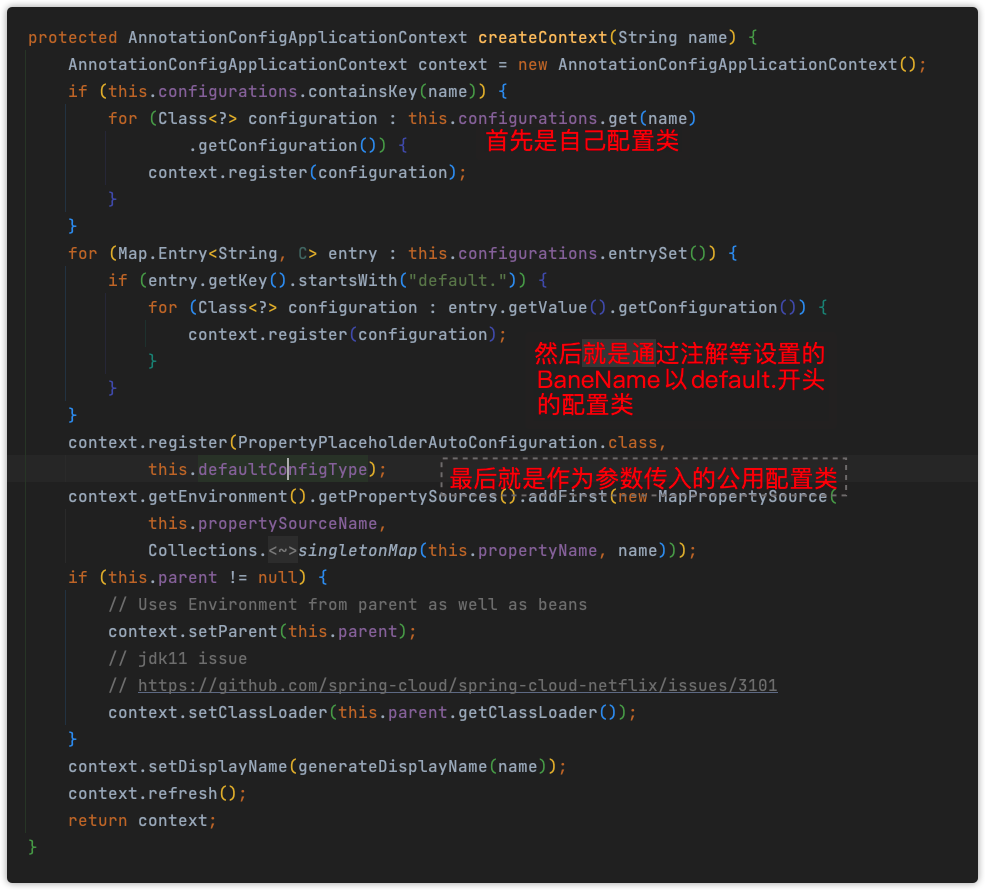 protected AnnotationConfigApplicationContext createContext(String name) {
AnnotationConfigApplicationContext context = new AnnotationConfigApplicationContext();
if (this.configurations.containsKey(name)) {
for (Class<?> configuration : this.configurations.get(name)
.getConfiguration()) {
首先是自己配置类
context.register(configuration);
}
}
for (Map.Entry<String, C> entry : this.configurations.entrySet()) {
if (entry.getKey().startsWith("default.")) {
for (Class<?> configuration : entry.getValue().getConfiguration()) {
context.register(configuration);
}
然后就是通过注解等设置的
BaneName以default.开头
的配置类
}
}
context.register(PropertyPlaceholderAutoConfiguration.class,
this.defaultConfigType);
最后就是作为参数传入的公用配置类
context.getEnvironment().getPropertySources().addFirst(new MapPropertySource(
this.propertySourceName,
Collections.<~>singletonMap(this.propertyName, name)));
if (this.parent != null) {
// Uses Environment from parent as well as beans
context.setParent(this.parent);
// jdk11 issue
// https://github.com/spring-cloud/spring-cloud-netflix/issues/3101
context.setClassLoader(this.parent.getClassLoader());
}
context.setDisplayName(generateDisplayName(name));
context.refresh();
return context;
}